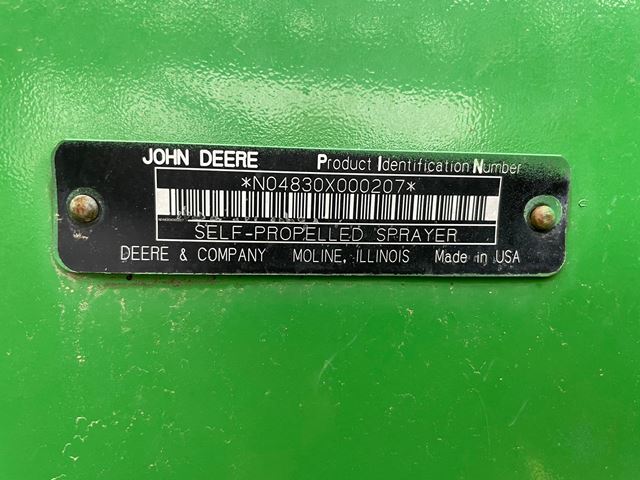 JOHN DEERE Product Identification Number
*N04830X000207*
SELF-PROPELLED SPRAYER
DEERE & COMPANY MOLINE, ILLINOIS Made in USA